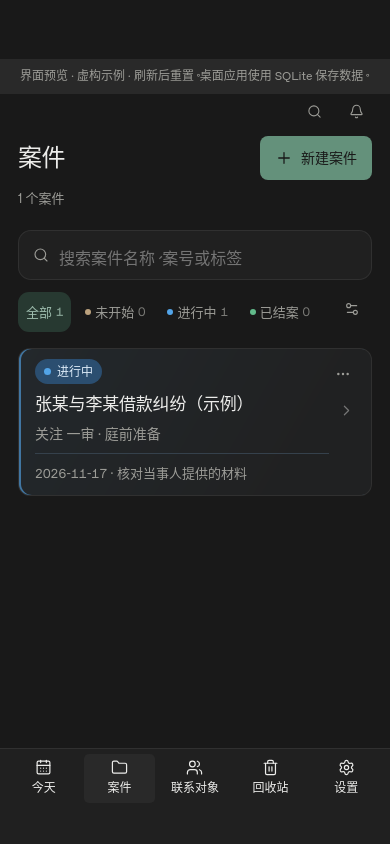 界面预览 · 虚构示例 · 刷新后重置。桌面应用使用 SQLite 保存数据。
案件
新建案件
1 个案件
搜索案件名称、案号或标签
全部 1
未开始 0
进行中 1
已结案 0
进行中
张某与李某借款纠纷（示例）
关注 一审 · 庭前准备
2026-11-17 · 核对当事人提供的材料
今天
案件
联系对象
回收站
设置